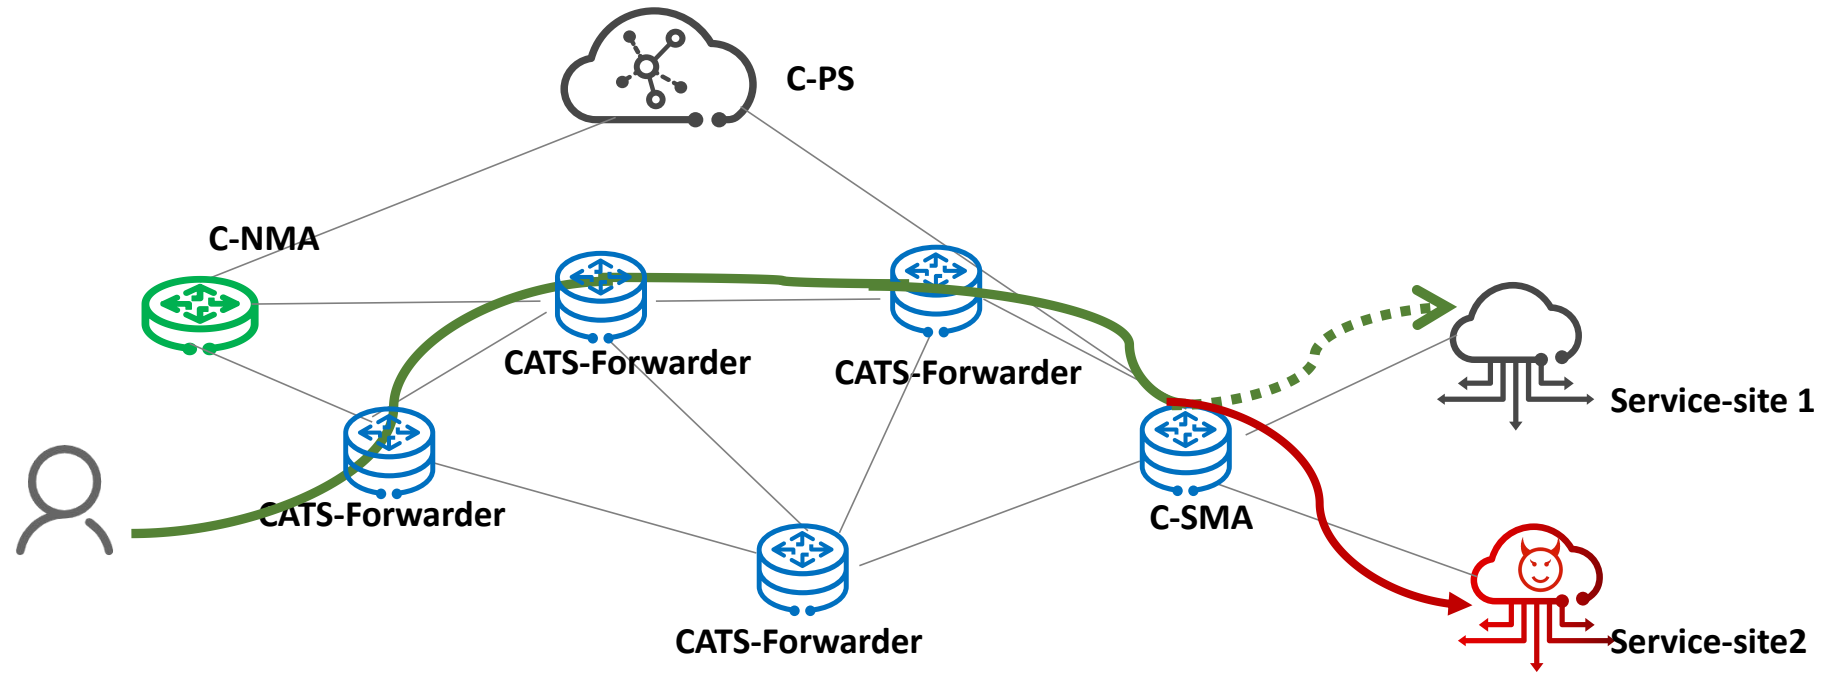 C-PS
C-NMA
CATS-Forwarder
CATS-Forwarder
Service-site 1
CATS-Forwarder
C-SMA
CATS-Forwarder
Service-site2